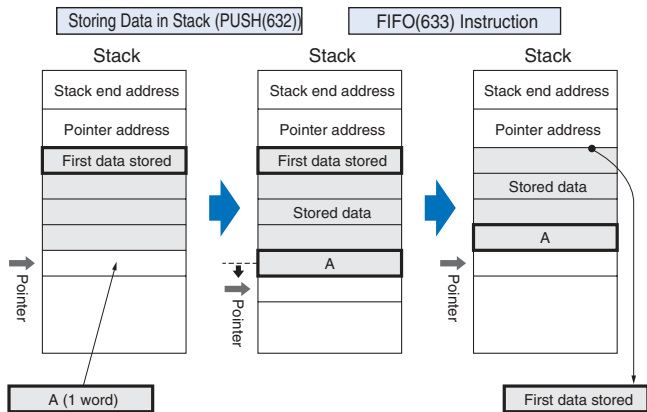 Storing Data in Stack (PUSH(632))
FIFO(633) Instruction
Stack
Stack
Stack
Stack end address
Stack end address
Stack end address
Pointer address
Pointer address
Pointer address
First data stored
First data stored
Stored data
Stored data
A
A
Pointer
Pointer
Pointer
A (1 word)
First data stored